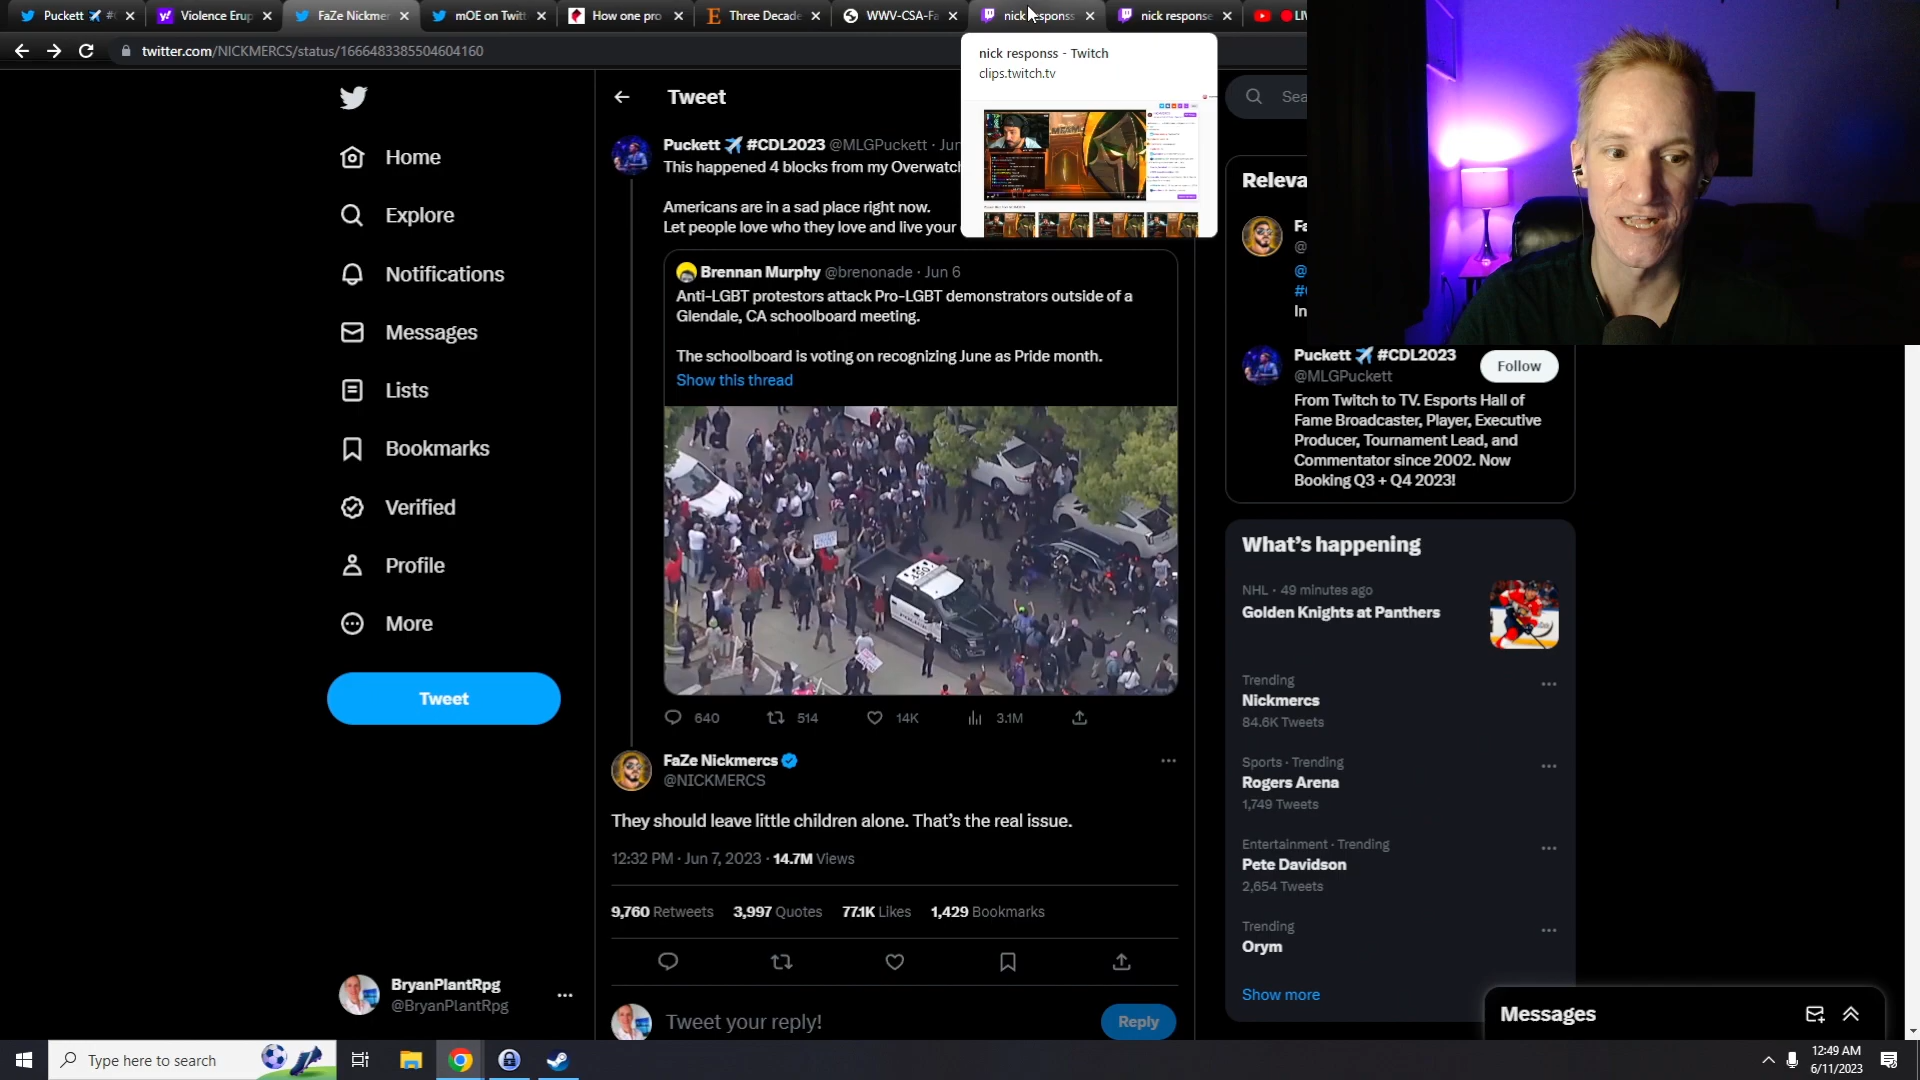 Puckett ✈️ #C
Violence Erup
FaZe Nickmer
mOE on Twitt
How one pro
Three Decade
WWV-CSA-Fa
nick responss
nick response
LIV
twitter.com/NICKMERCS/status/1666483385504604160
nick responss - Twitch
clips.twitch.tv
Home
Explore
Notifications
Messages
Lists
Bookmarks
Verified
Profile
More
Tweet
BryanPlantRpg
@BryanPlantRpg
Tweet
Puckett ✈️ #CDL2023 @MLGPuckett · Jun
This happened 4 blocks from my Overwatch
Americans are in a sad place right now.
Let people love who they love and live your
Brennan Murphy @brenonade · Jun 6
Anti-LGBT protestors attack Pro-LGBT demonstrators outside of a
Glendale, CA schoolboard meeting.
The schoolboard is voting on recognizing June as Pride month.
Show this thread
640 514 14K 3.1M
FaZe Nickmercs
@NICKMERCS
They should leave little children alone. That's the real issue.
12:32 PM · Jun 7, 2023 · 14.7M Views
9,760 Retweets 3,997 Quotes 77.1K Likes 1,429 Bookmarks
Tweet your reply!
Reply
Sea
Releva
Fa
@
@
#
In
Puckett ✈️ #CDL2023
@MLGPuckett
Follow
From Twitch to TV. Esports Hall of
Fame Broadcaster, Player, Executive
Producer, Tournament Lead, and
Commentator since 2002. Now
Booking Q3 + Q4 2023!
What's happening
NHL · 49 minutes ago
Golden Knights at Panthers
Trending
Nickmercs
84.6K Tweets
Sports · Trending
Rogers Arena
1,749 Tweets
Entertainment · Trending
Pete Davidson
2,654 Tweets
Trending
Orym
Show more
Messages
Type here to search
12:49 AM
6/11/2023